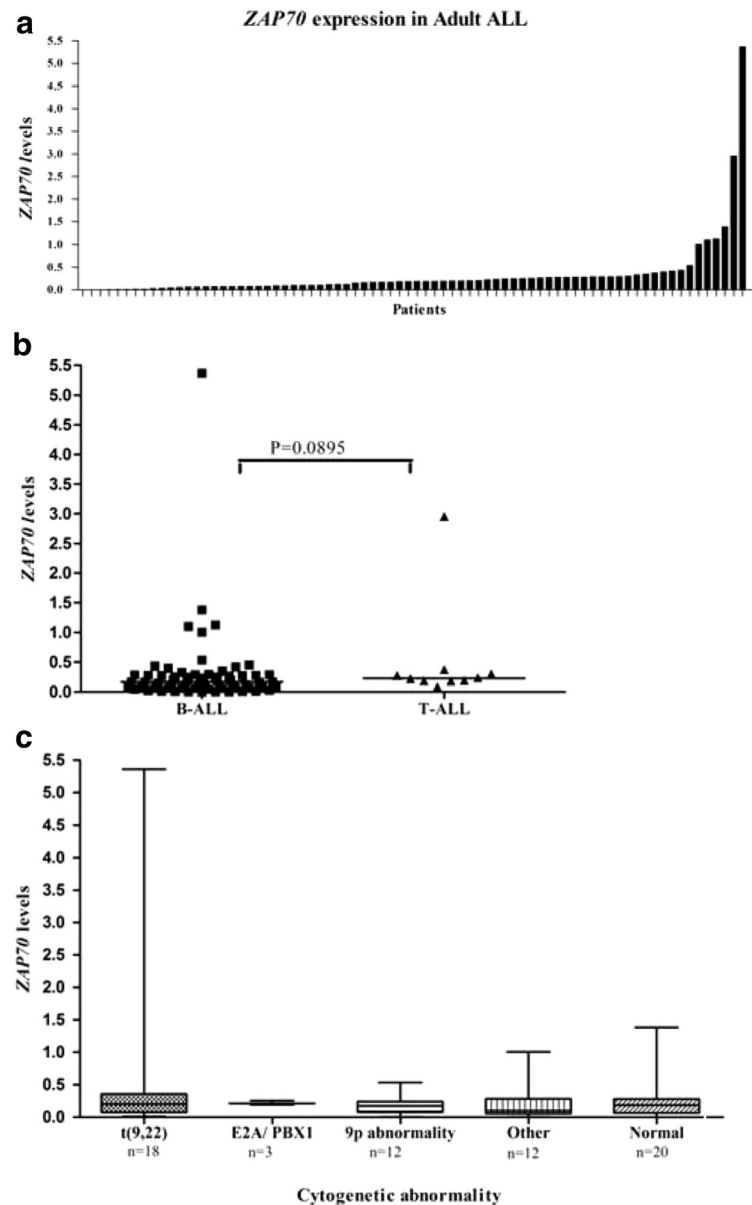 a
ZAP70 expression in Adult ALL
5.5
5.0
4.5
4.0
3.5
3.0
2.5
2.0
1.5
1.0
0.5
0.0
ZAP70 levels
Patients
b
5.5
5.0
4.5
4.0
3.5
3.0
2.5
2.0
1.5
1.0
0.5
0.0
ZAP70 levels
P=0.0895
B-ALL T-ALL
c
5.5
5.0
4.5
4.0
3.5
3.0
2.5
2.0
1.5
1.0
0.5
0.0
ZAP70 levels
t(9,22) E2A/ PBX1 9p abnormality Other Normal
n=18 n=3 n=12 n=12 n=20
Cytogenetic abnormality